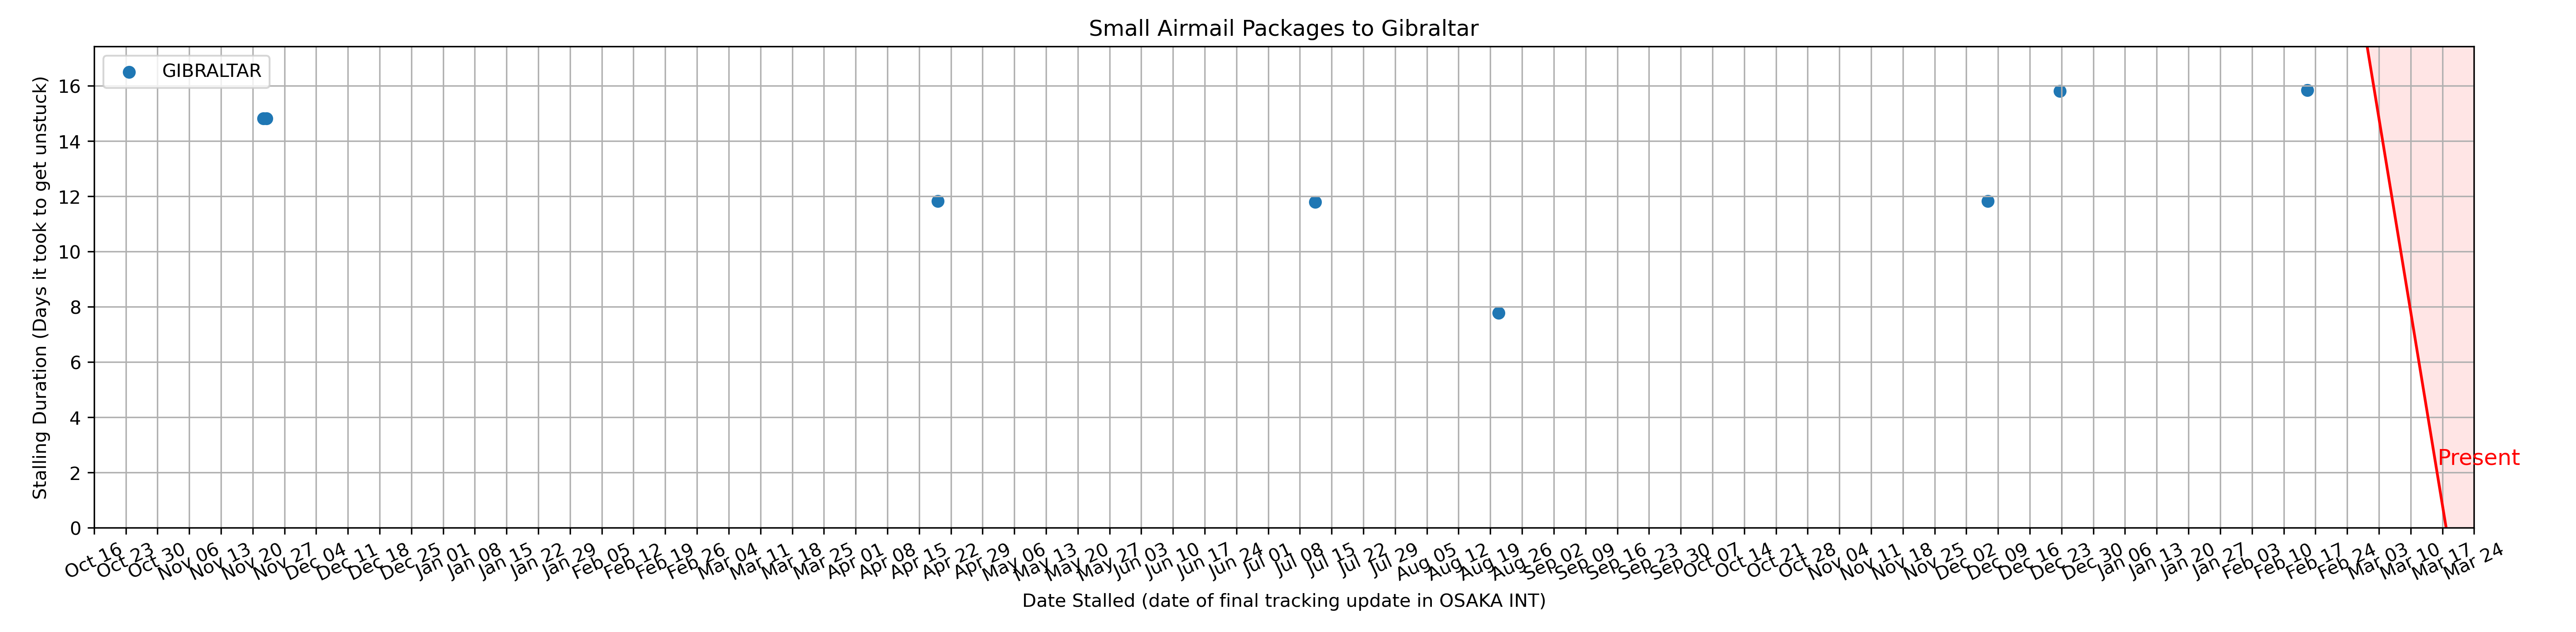 Small Airmail Packages to Gibraltar
GIBRALTAR
Stalling Duration (Days it took to get unstuck)
16
14
12
10
8
6
4
2
0
Present
Oct 16
Oct 23
Oct 30
Nov 06
Nov 13
Nov 20
Nov 27
Dec 04
Dec 11
Dec 18
Dec 25
Jan 01
Jan 08
Jan 15
Jan 22
Jan 29
Feb 05
Feb 12
Feb 19
Feb 26
Mar 04
Mar 11
Mar 18
Mar 25
Apr 01
Apr 08
Apr 15
Apr 22
Apr 29
May 06
May 13
May 20
May 27
Jun 03
Jun 10
Jun 17
Jun 24
Jul 01
Jul 08
Jul 15
Jul 22
Jul 29
Aug 05
Aug 12
Aug 19
Aug 26
Sep 02
Sep 09
Sep 16
Sep 23
Sep 30
Oct 07
Oct 14
Oct 21
Oct 28
Nov 04
Nov 11
Nov 18
Nov 25
Dec 02
Dec 09
Dec 16
Dec 23
Dec 30
Jan 06
Jan 13
Jan 20
Jan 27
Feb 03
Feb 10
Feb 17
Feb 24
Mar 03
Mar 10
Mar 17
Mar 24
Date Stalled (date of final tracking update in OSAKA INT)